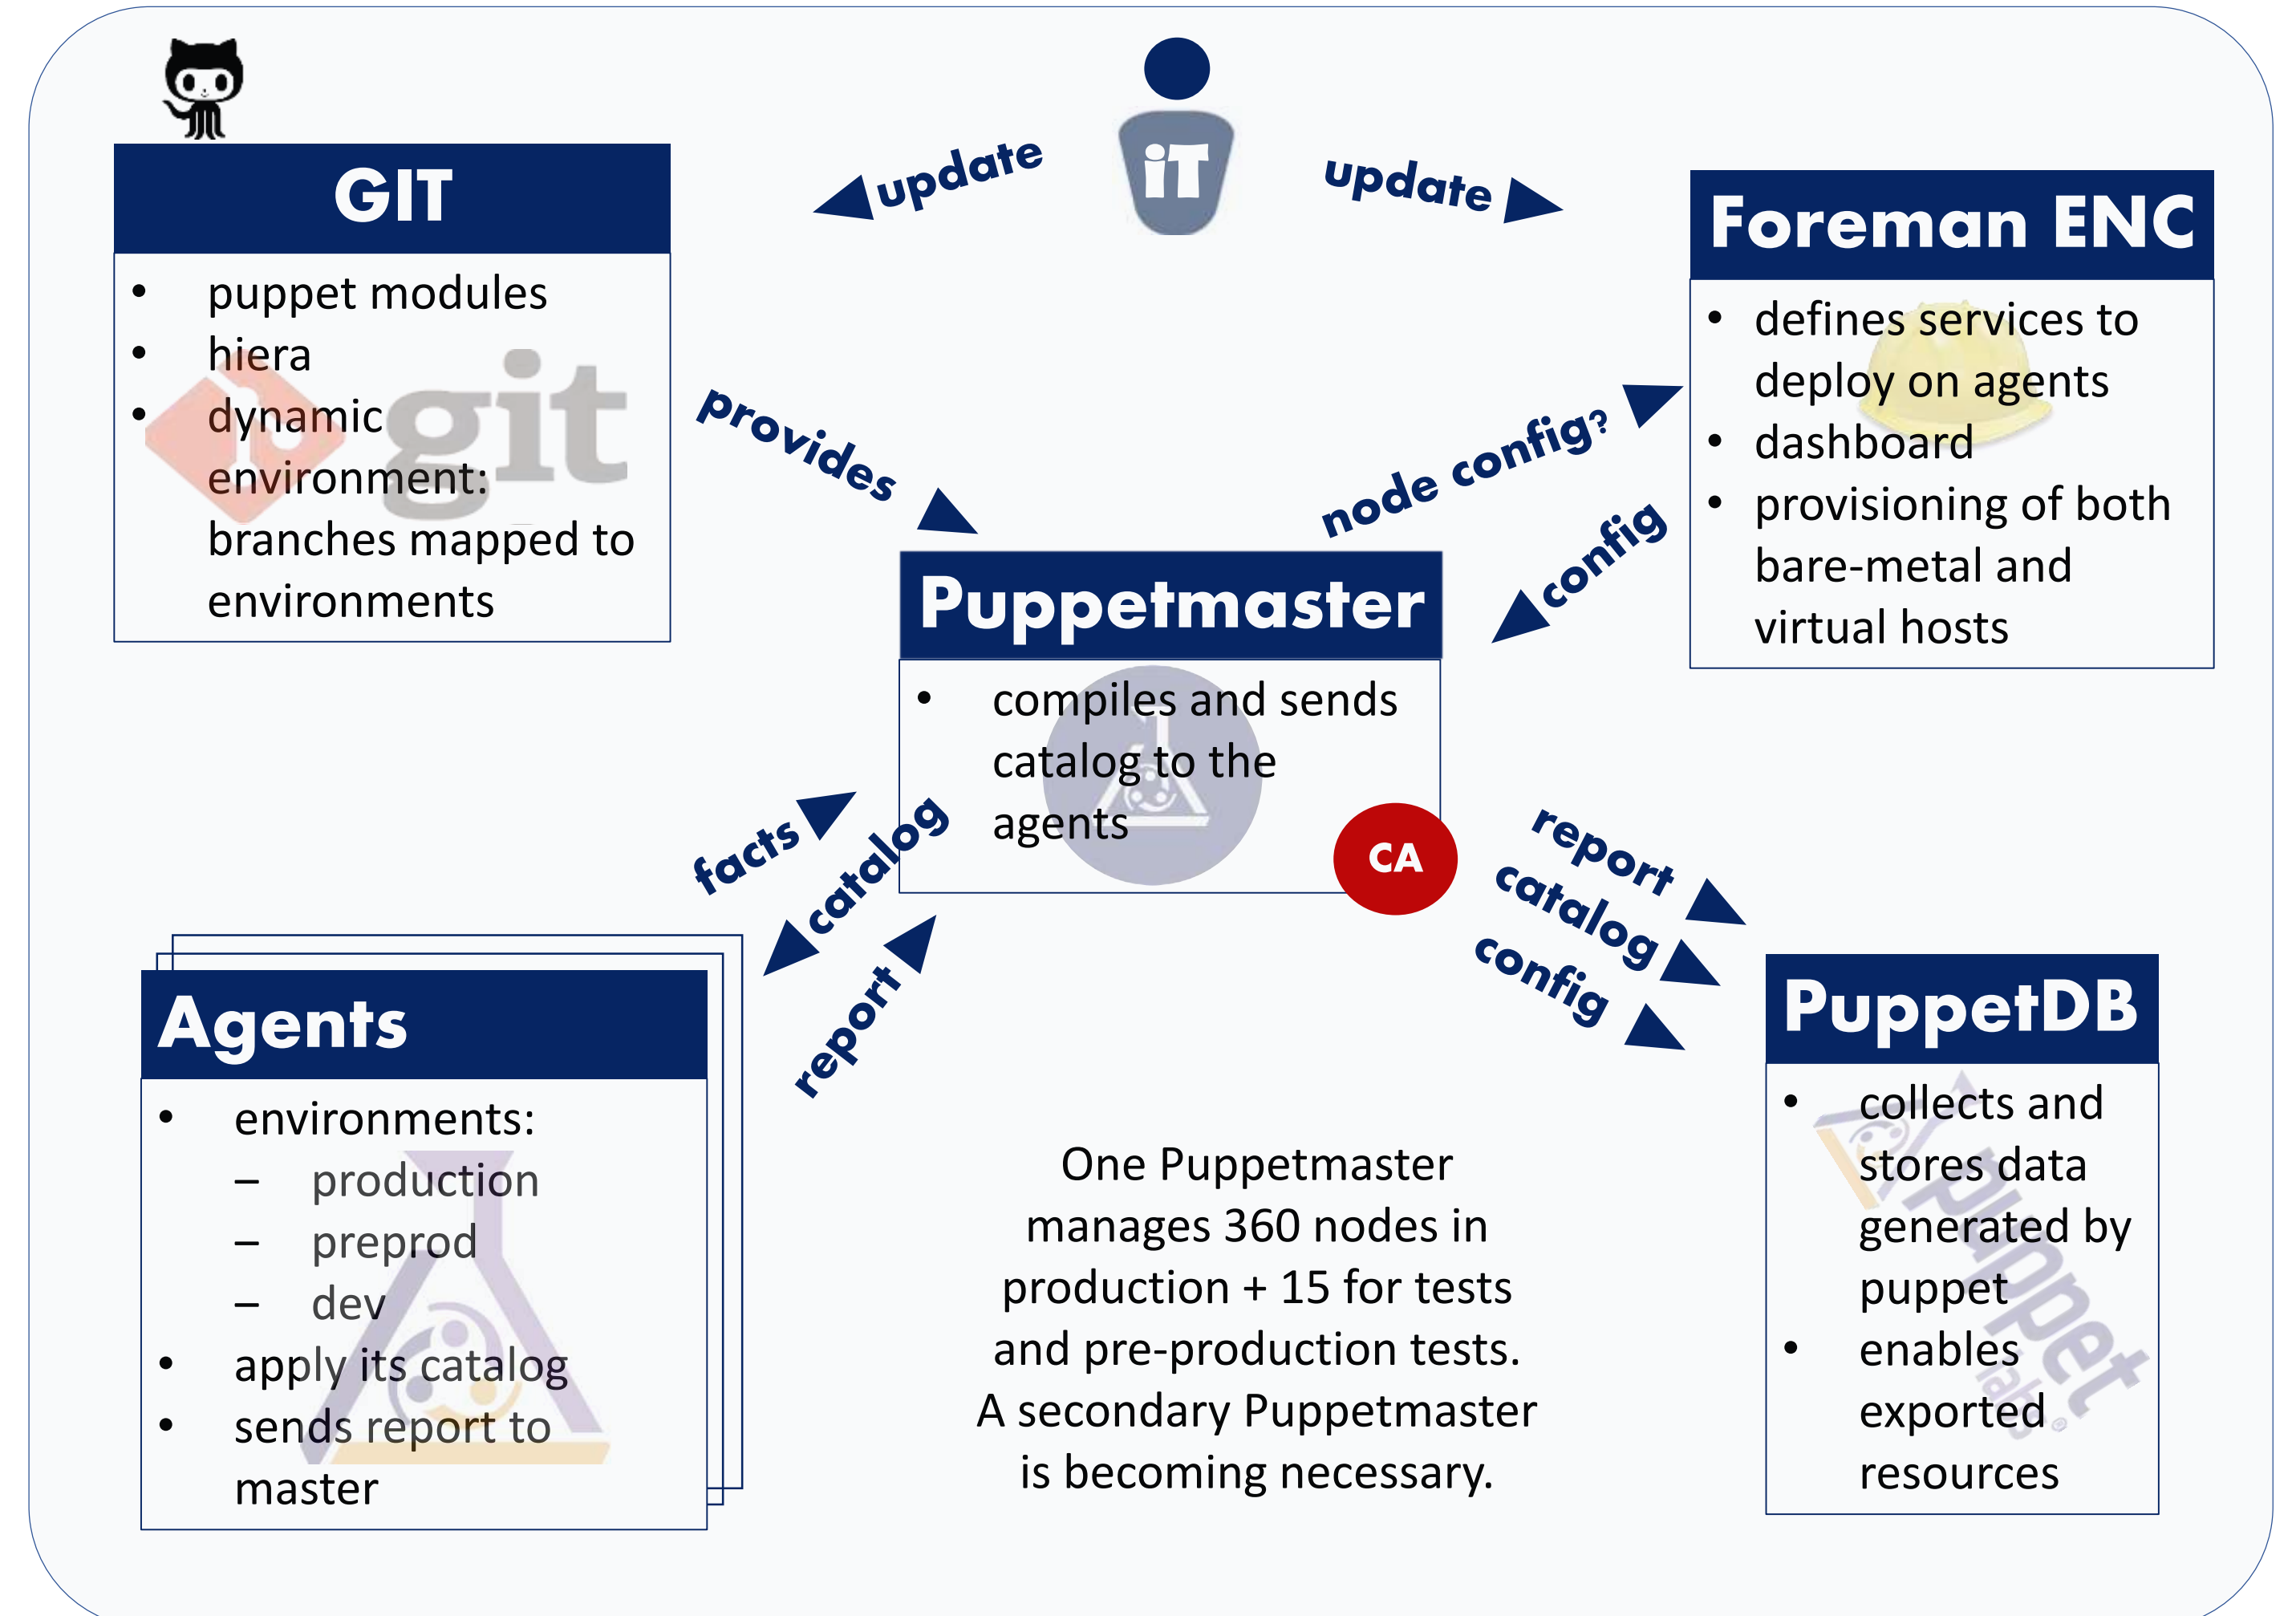 iT
update
update
GIT
• puppet modules
• hiera
• dynamic
environment:
branches mapped to
environments
git
Foreman ENC
• defines services to
deploy on agents
• dashboard
• provisioning of both
bare-metal and
virtual hosts
provides
node config?
config
Puppetmaster
• compiles and sends
catalog to the
agents
CA
facts
catalog
report
report
catalog
config
Agents
• environments:
– production
– preprod
– dev
• apply its catalog
• sends report to
master
One Puppetmaster
manages 360 nodes in
production + 15 for tests
and pre-production tests.
A secondary Puppetmaster
is becoming necessary.
PuppetDB
• collects and
stores data
generated by
puppet
• enables
exported
resources
puppet
labs®